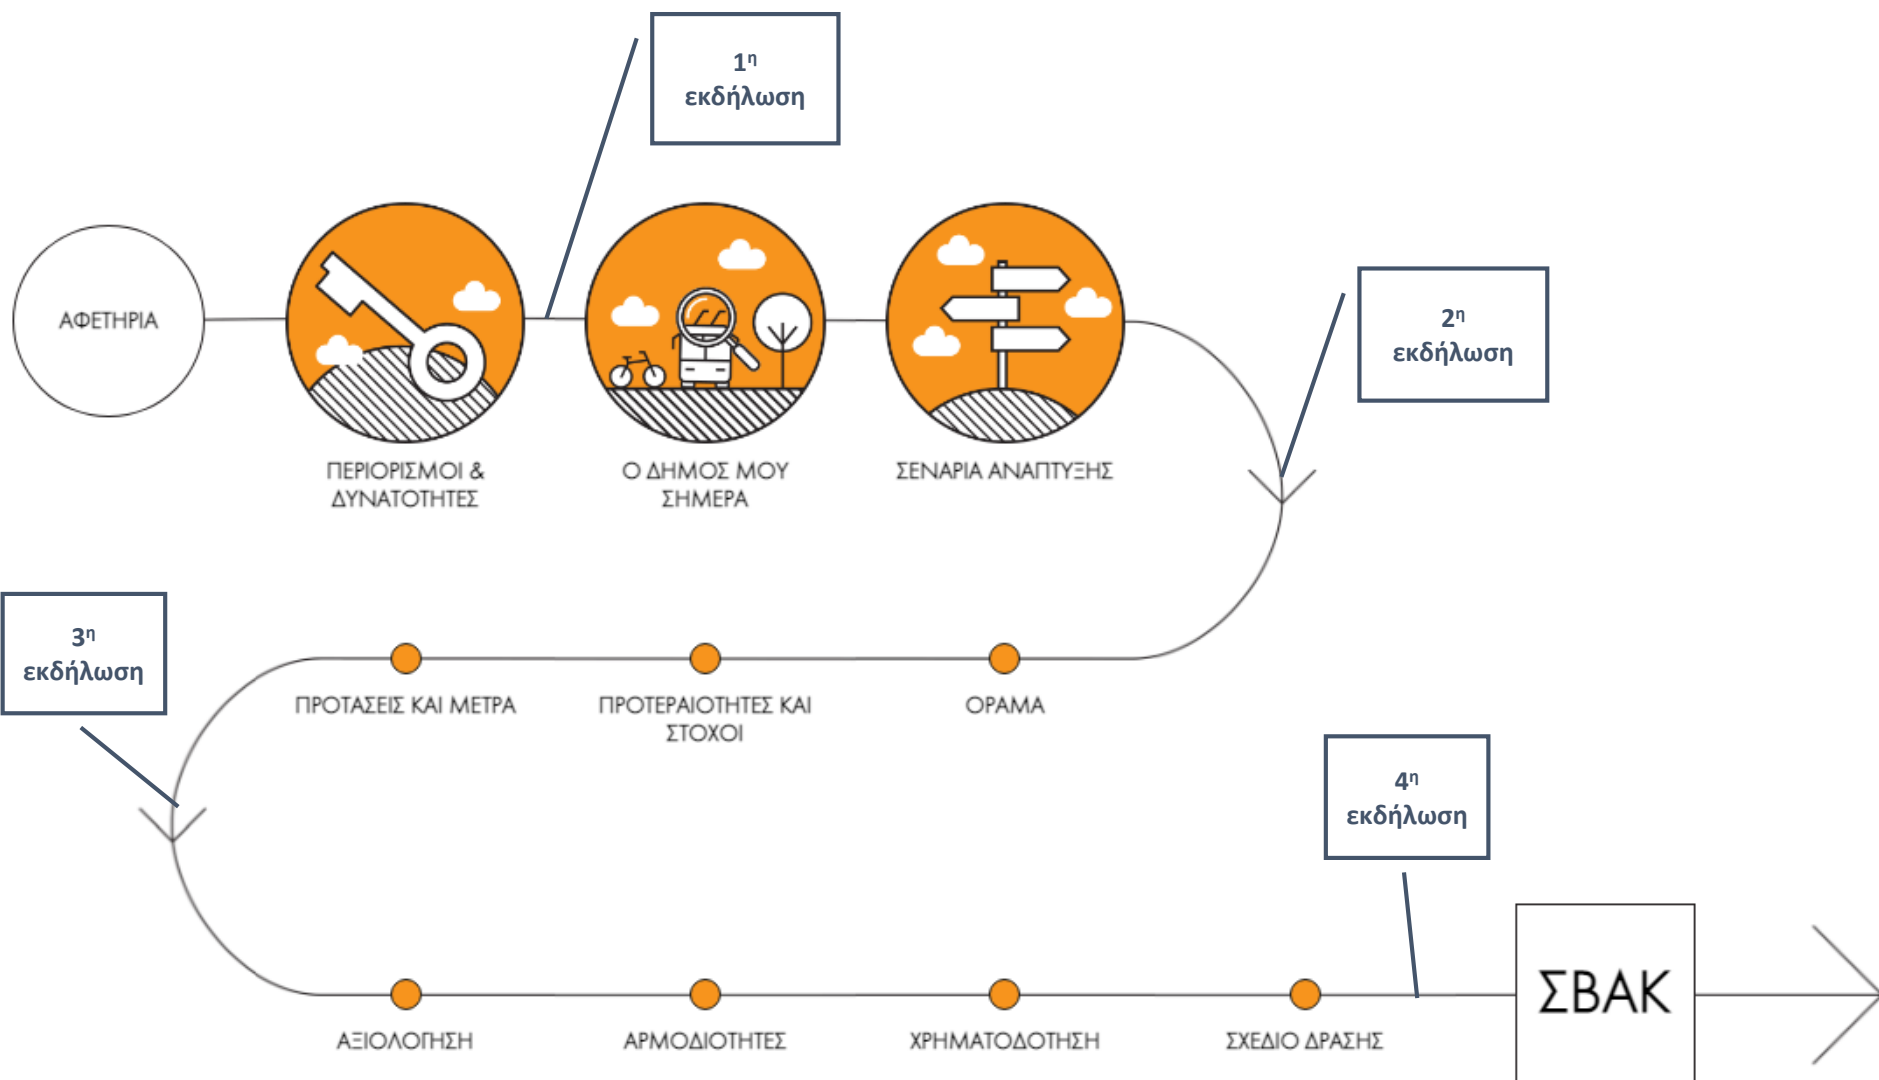 1η
εκδήλωση
ΑΦΕΤΗΡΙΑ
ΠΕΡΙΟΡΙΣΜΟΙ &
ΔΥΝΑΤΟΤΗΤΕΣ
Ο ΔΗΜΟΣ ΜΟΥ
ΣΗΜΕΡΑ
ΣΕΝΑΡΙΑ ΑΝΑΠΤΥΞΗΣ
2η
εκδήλωση
ΟΡΑΜΑ
ΠΡΟΤΕΡΑΙΟΤΗΤΕΣ ΚΑΙ
ΣΤΟΧΟΙ
ΠΡΟΤΑΣΕΙΣ ΚΑΙ ΜΕΤΡΑ
3η
εκδήλωση
ΑΞΙΟΛΟΓΗΣΗ
ΑΡΜΟΔΙΟΤΗΤΕΣ
ΧΡΗΜΑΤΟΔΟΤΗΣΗ
ΣΧΕΔΙΟ ΔΡΑΣΗΣ
4η
εκδήλωση
ΣΒΑΚ